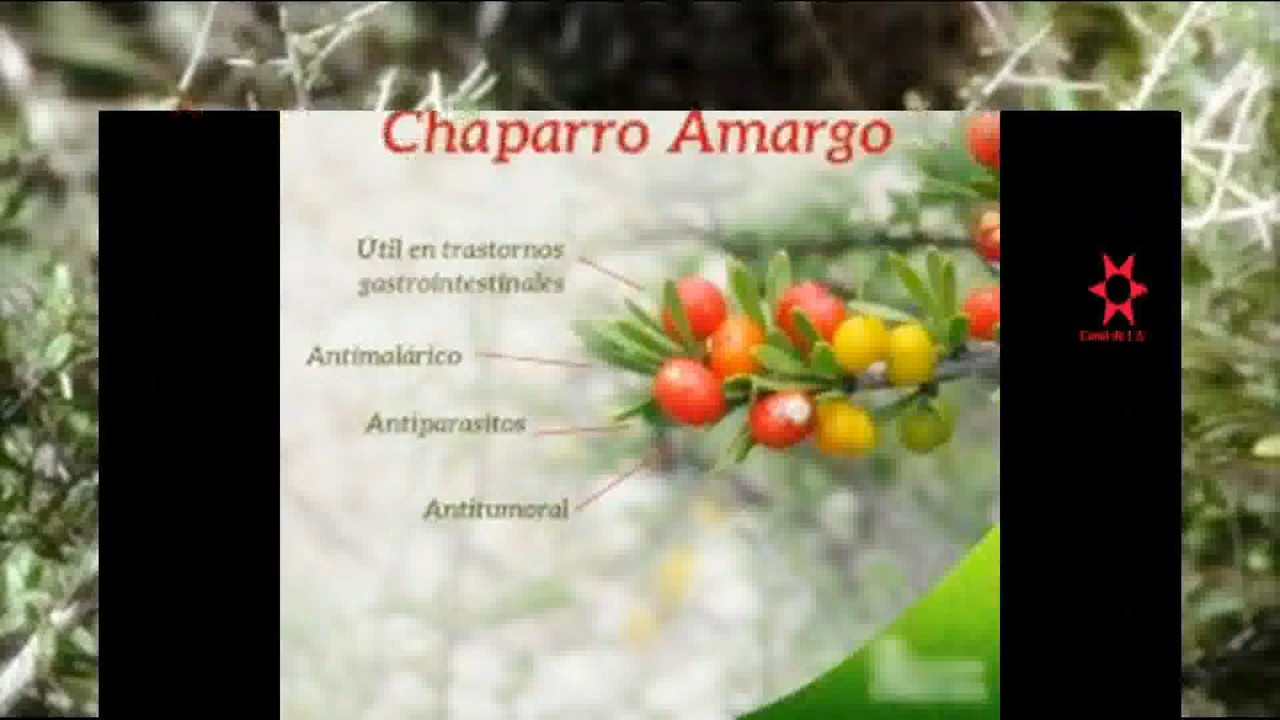 Chaparro Amargo
Útil en trastornos
gastrointestinales
Antimalárico
Antiparasitos
Antitumoral